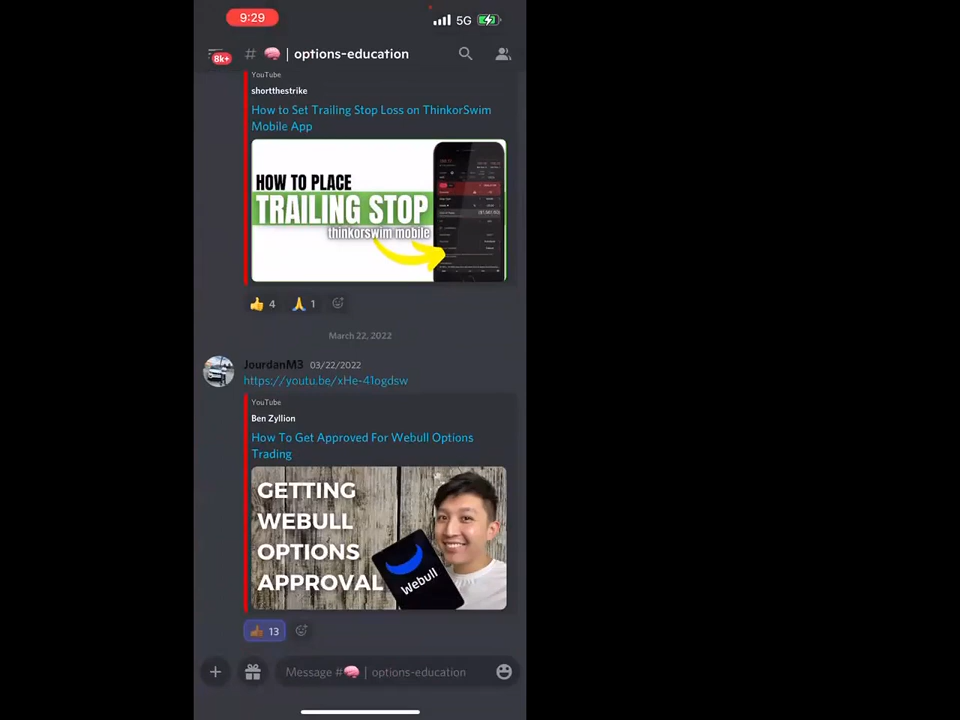 9:29
5G
8k+
# 🧠 | options-education
YouTube
shortthestrike
How to Set Trailing Stop Loss on ThinkorSwim
Mobile App
HOW TO PLACE
TRAILING STOP
thinkorswim mobile
👍 4 🙏 1
March 22, 2022
JourdanM3 03/22/2022
https://youtu.be/xHe-41ogdsw
YouTube
Ben Zyllion
How To Get Approved For Webull Options
Trading
GETTING
WEBULL
OPTIONS
APPROVAL
Webull
👍🏾 13
Message #🧠 | options-education